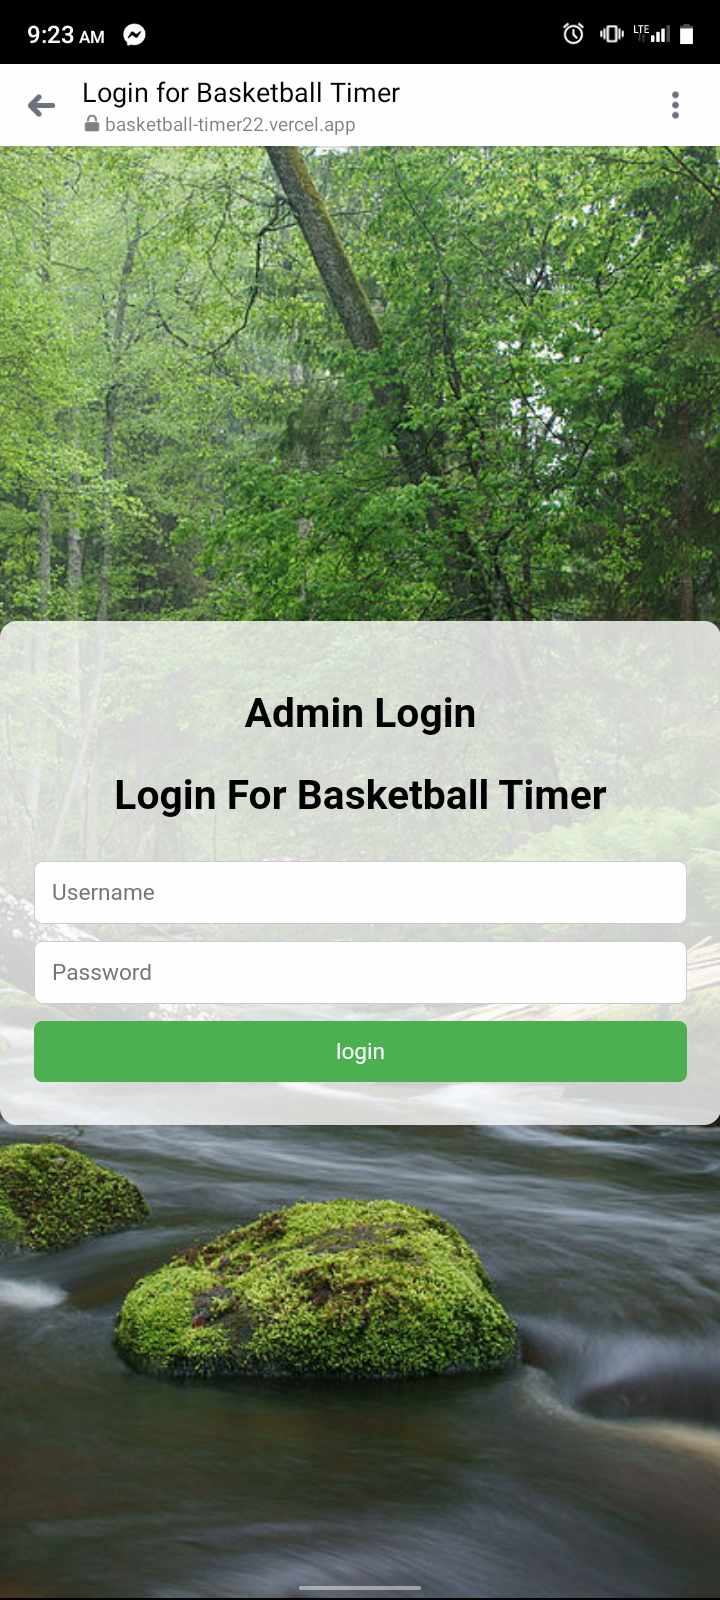 9:23 AM
LTE
Login for Basketball Timer
basketball-timer22.vercel.app
Admin Login
Login For Basketball Timer
Username
Password
login